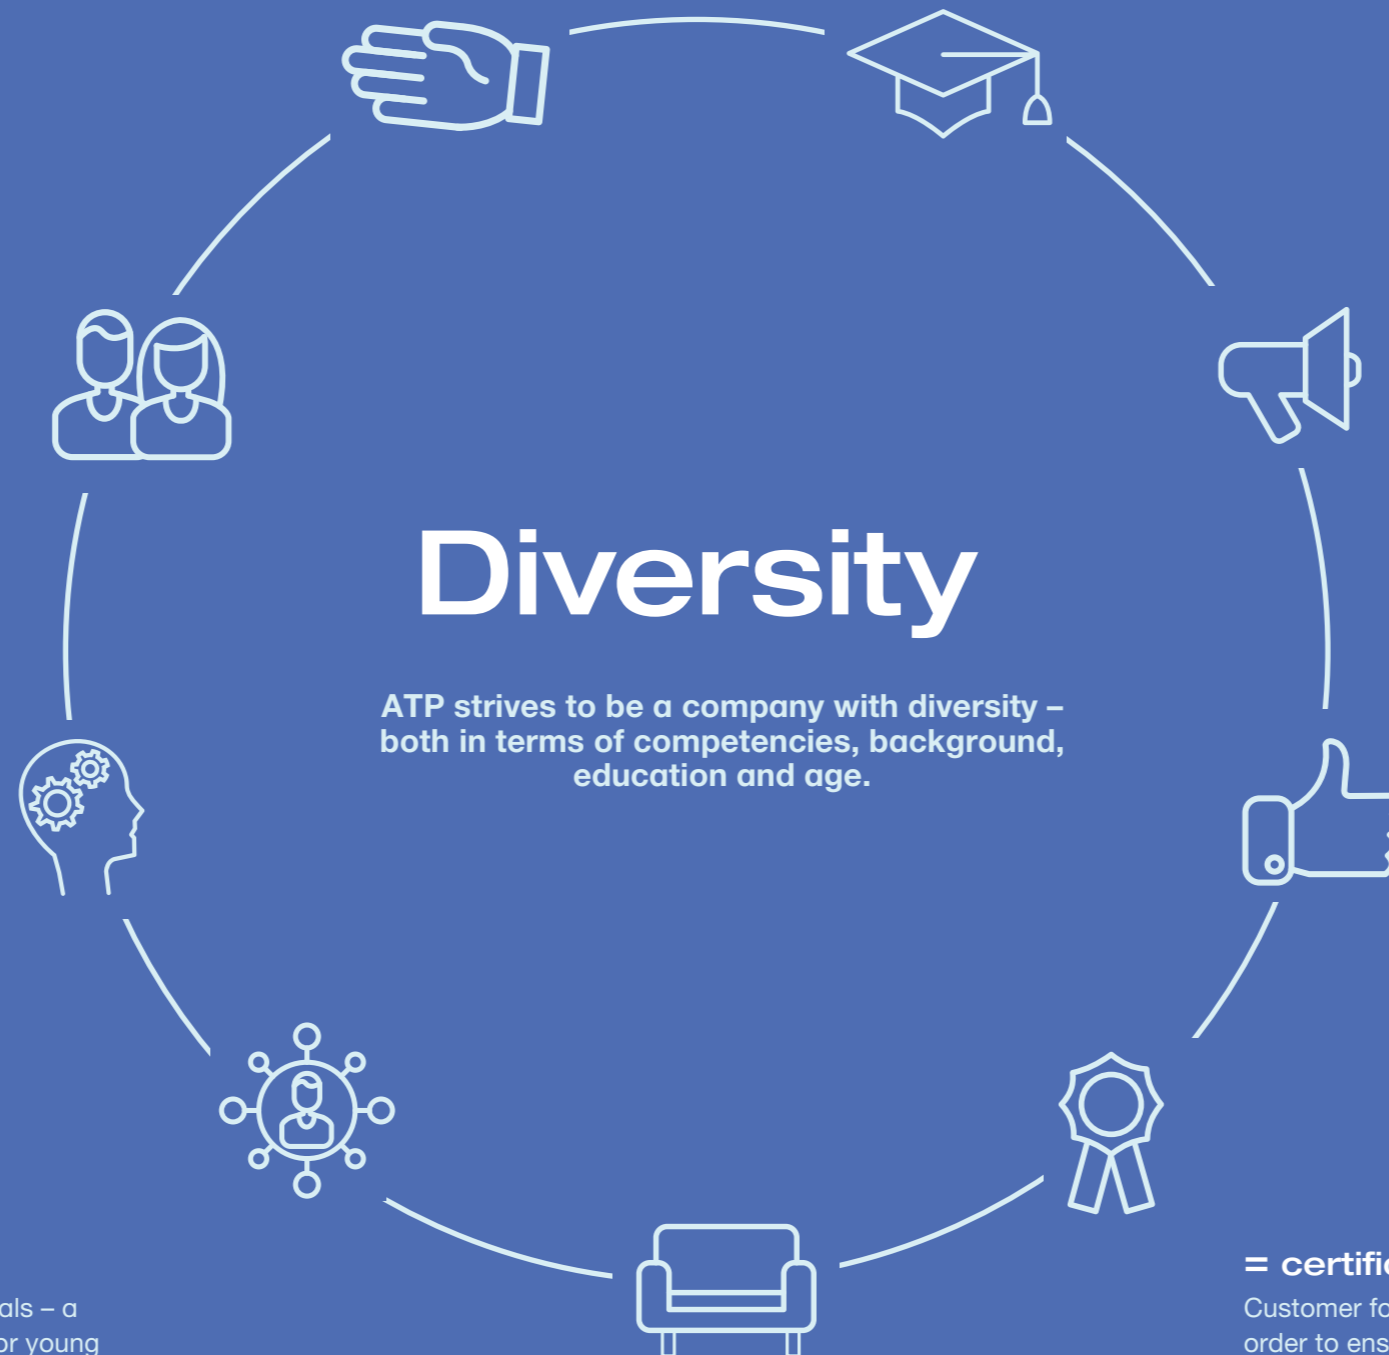 Diversity
ATP strives to be a company with diversity –
both in terms of competencies, background,
education and age.
= certific
als – a
or young
Customer fo
order to ens